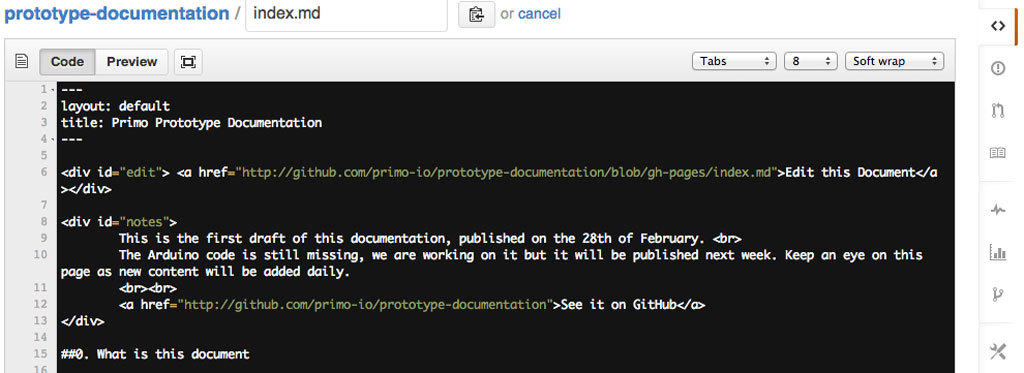 prototype-documentation / index.md or cancel
Code Preview Tabs 8 Soft wrap
1 ---
2 layout: default
3 title: Primo Prototype Documentation
4 ---
5
6 <div id="edit"> <a href="http://github.com/primo-io/prototype-documentation/blob/gh-pages/index.md">Edit this Document</a
></div>
7
8 <div id="notes">
9 This is the first draft of this documentation, published on the 28th of February. <br>
10 The Arduino code is still missing, we are working on it but it will be published next week. Keep an eye on this
page as new content will be added daily.
11 <br><br>
12 <a href="http://github.com/primo-io/prototype-documentation">See it on GitHub</a>
13 </div>
14
15 ##0. What is this document
16